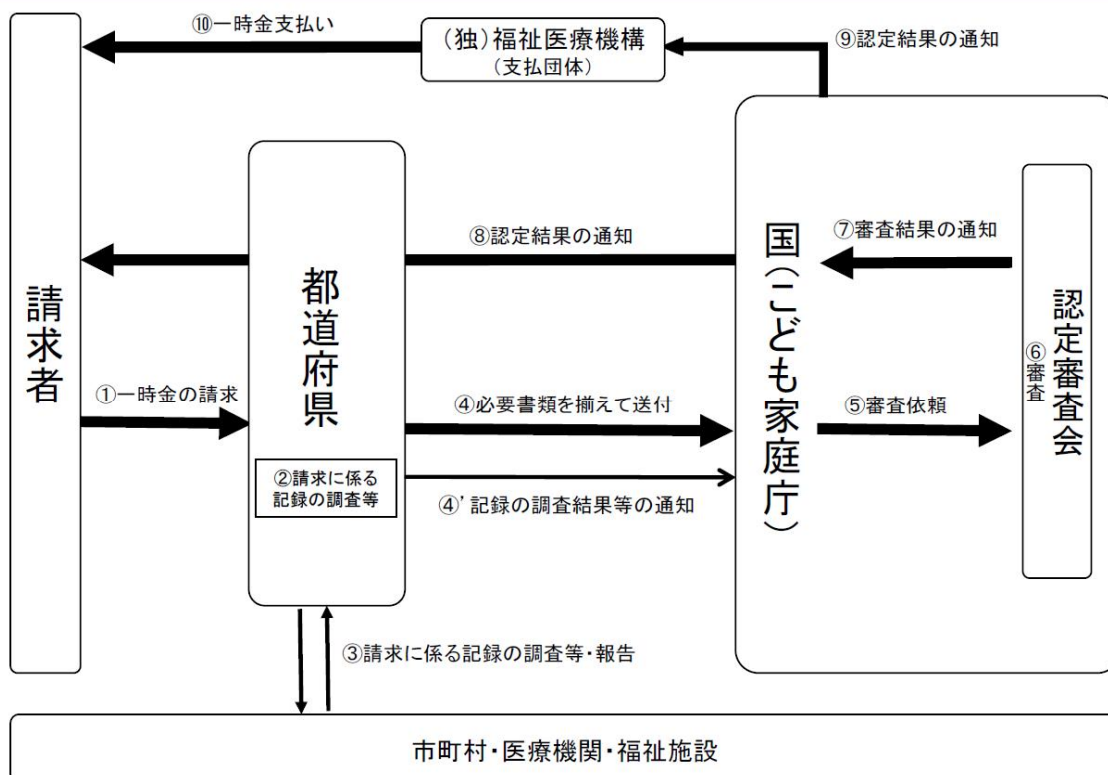 ⑩一時金支払い
(独)福祉医療機構
(支払団体)
⑨認定結果の通知
請求者
都道府県
国(こども家庭庁)
認定審査会
⑥審査
⑧認定結果の通知
⑦審査結果の通知
①一時金の請求
④必要書類を揃えて送付
⑤審査依頼
②請求に係る
記録の調査等
④’記録の調査結果等の通知
③請求に係る記録の調査等・報告
市町村・医療機関・福祉施設